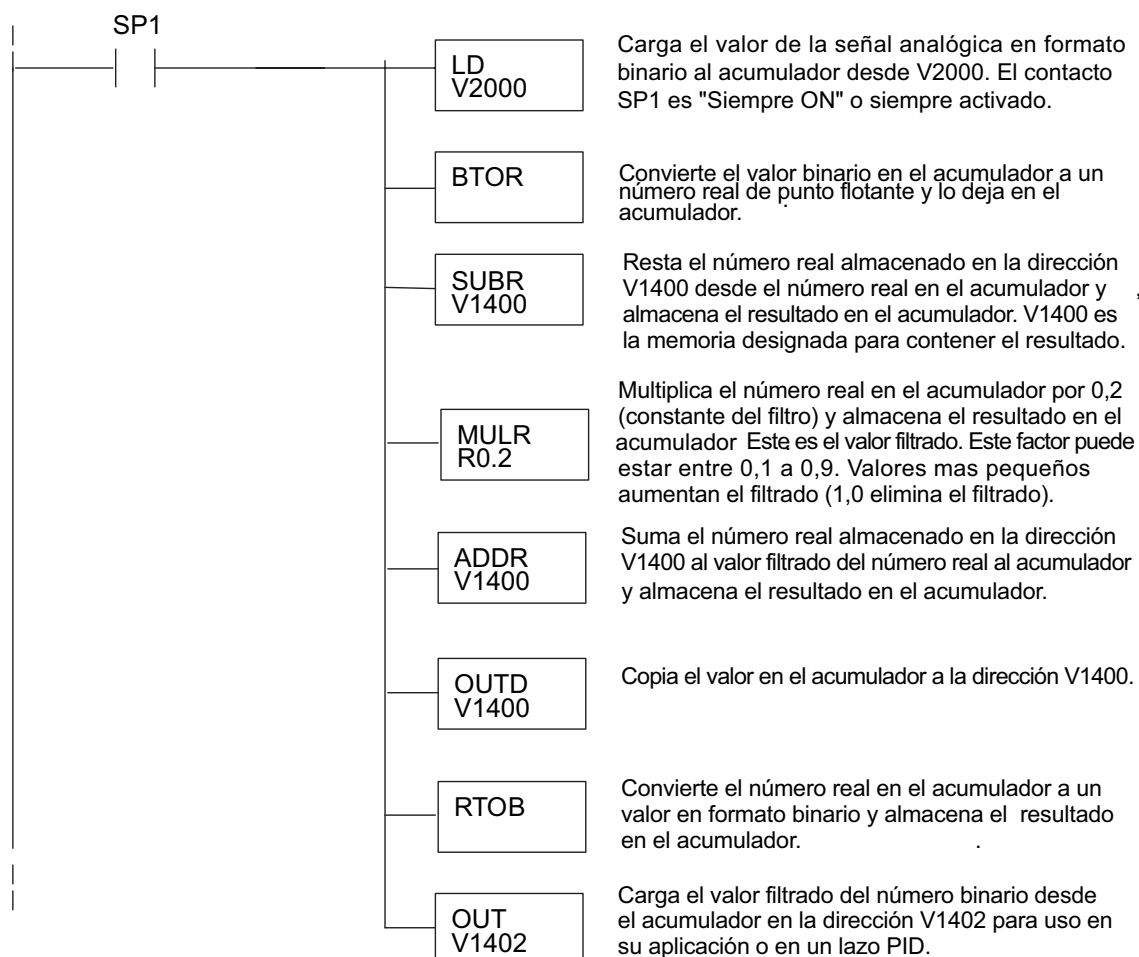 SP1
LD
V2000
Carga el valor de la señal analógica en formato
binario al acumulador desde V2000. El contacto
SP1 es "Siempre ON" o siempre activado.
BTOR
Convierte el valor binario en el acumulador a un
número real de punto flotante y lo deja en el
acumulador. .
SUBR
V1400
Resta el número real almacenado en la dirección
V1400 desde el número real en el acumulador y ,
almacena el resultado en el acumulador. V1400 es
la memoria designada para contener el resultado.
MULR
R0.2
Multiplica el número real en el acumulador por 0,2
(constante del filtro) y almacena el resultado en el
acumulador Este. es el valor filtrado. Este factor puede
estar entre 0,1 a 0,9. Valores mas pequeños
aumentan el filtrado (1,0 elimina el filtrado).
ADDR
V1400
Suma el número real almacenado en la dirección
V1400 al valor filtrado del número real al acumulador
y almacena el resultado en el acumulador.
OUTD
V1400
Copia el valor en el acumulador a la dirección V1400.
RTOB
Convierte el número real en el acumulador a un
valor en formato binario y almacena el resultado
en el acumulador. .
OUT
V1402
Carga el valor filtrado del número binario desde
el acumulador en la dirección V1402 para uso en
su aplicación o en un lazo PID.